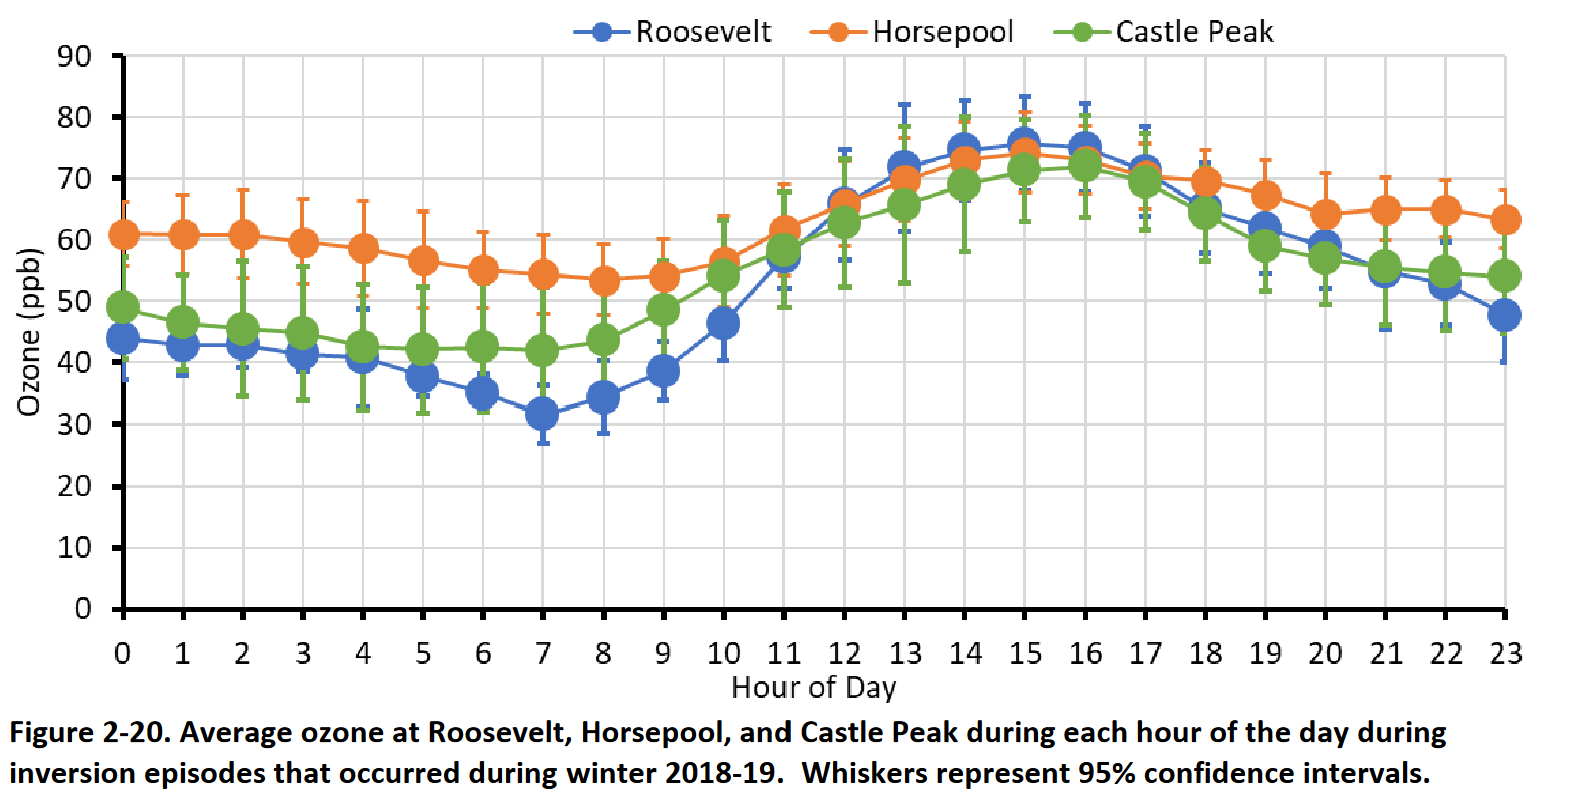 Roosevelt Horsepool Castle Peak
90
80
70
60
50
40
30
20
10
0
Ozone (ppb)
0 1 2 3 4 5 6 7 8 9 10 11 12 13 14 15 16 17 18 19 20 21 22 23
Hour of Day
Figure 2-20. Average ozone at Roosevelt, Horsepool, and Castle Peak during each hour of the day during
inversion episodes that occurred during winter 2018-19.  Whiskers represent 95% confidence intervals.